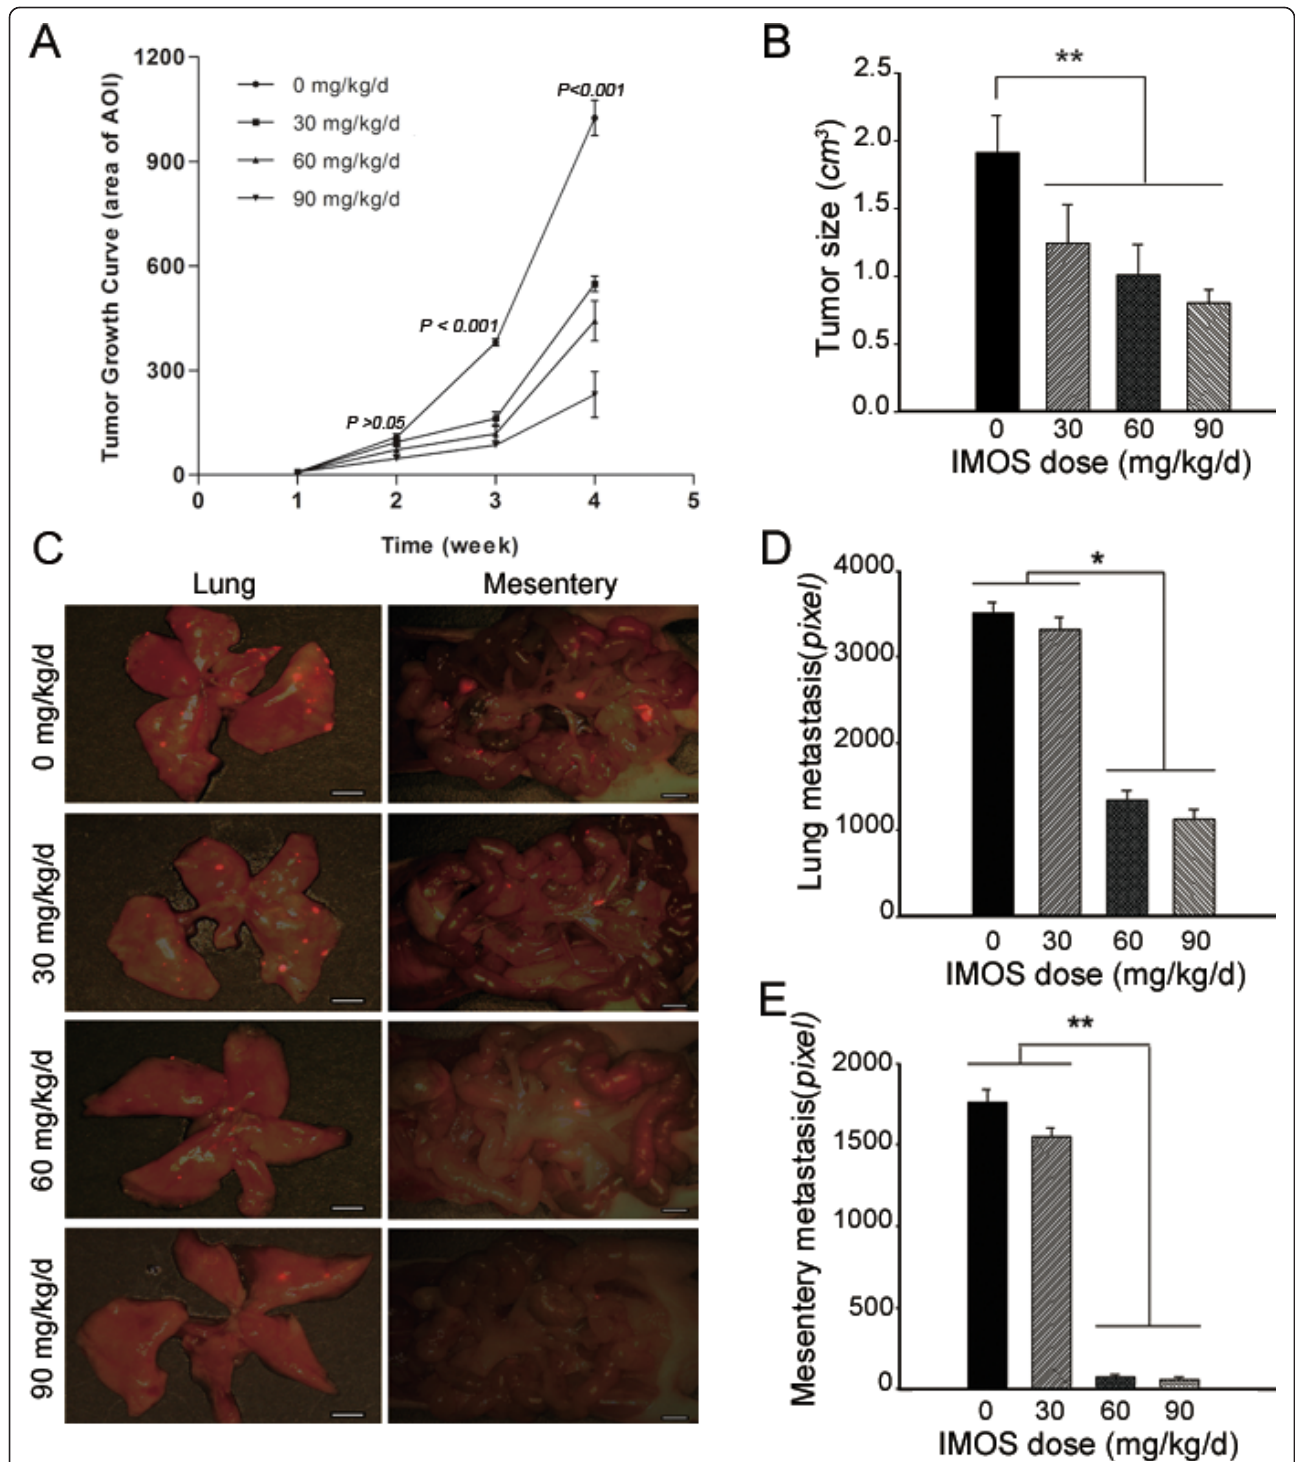 A
1200
900
600
300
0
Tumor Growth Curve (area of AOI)
0 mg/kg/d
30 mg/kg/d
60 mg/kg/d
90 mg/kg/d
P >0.05
P < 0.001
P<0.001
0 1 2 3 4 5
Time (week)
B
**
2.5
2.0
1.5
1.0
0.5
0.0
Tumor size (cm³)
0 30 60 90
IMOS dose (mg/kg/d)
C
Lung Mesentery
0 mg/kg/d
30 mg/kg/d
60 mg/kg/d
90 mg/kg/d
D
*
4000
3000
2000
1000
0
Lung metastasis(pixel)
0 30 60 90
IMOS dose (mg/kg/d)
E
**
2000
1500
1000
500
0
Mesentery metastasis(pixel)
0 30 60 90
IMOS dose (mg/kg/d)